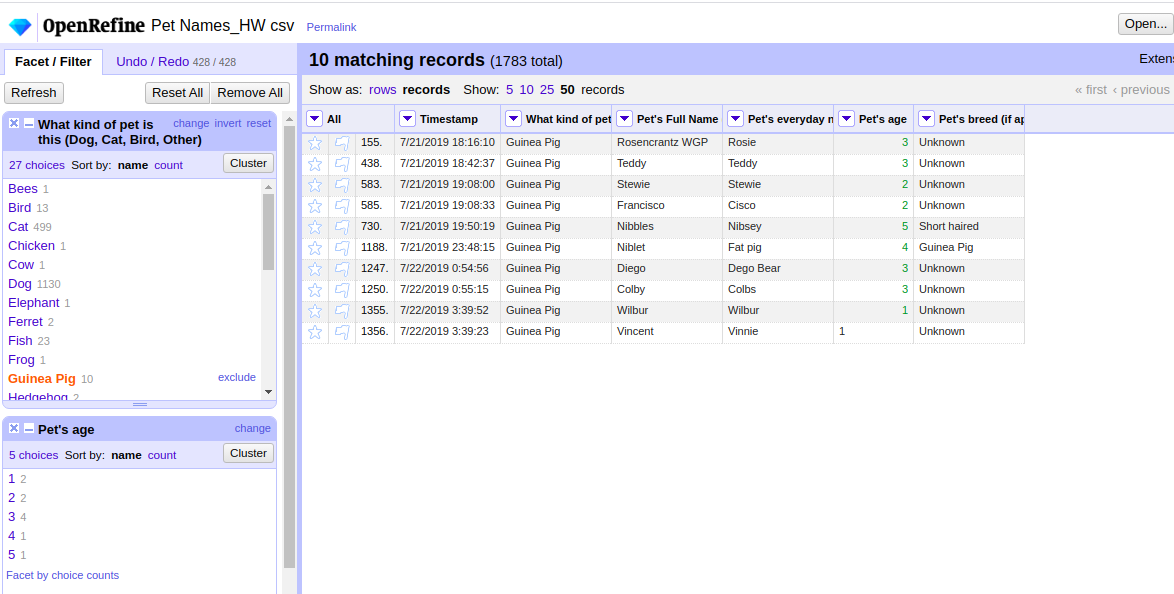 OpenRefine Pet Names_HW csv Permalink Open...
Facet / Filter Undo / Redo 428 / 428
Refresh Reset All Remove All
What kind of pet is this (Dog, Cat, Bird, Other) change invert reset
27 choices Sort by: name count Cluster
Bees 1
Bird 13
Cat 499
Chicken 1
Cow 1
Dog 1130
Elephant 1
Ferret 2
Fish 23
Frog 1
Guinea Pig 10 exclude
Hedgehog 2
Pet's age change
5 choices Sort by: name count Cluster
1 2
2 2
3 4
4 1
5 1
Facet by choice counts
10 matching records (1783 total) Extens
Show as: rows records Show: 5 10 25 50 records « first ‹ previous
All Timestamp What kind of pet Pet's Full Name Pet's everyday n Pet's age Pet's breed (if ap
155. 7/21/2019 18:16:10 Guinea Pig Rosencrantz WGP Rosie 3 Unknown
438. 7/21/2019 18:42:37 Guinea Pig Teddy Teddy 3 Unknown
583. 7/21/2019 19:08:00 Guinea Pig Stewie Stewie 2 Unknown
585. 7/21/2019 19:08:33 Guinea Pig Francisco Cisco 2 Unknown
730. 7/21/2019 19:50:19 Guinea Pig Nibbles Nibsey 5 Short haired
1188. 7/21/2019 23:48:15 Guinea Pig Niblet Fat pig 4 Guinea Pig
1247. 7/22/2019 0:54:56 Guinea Pig Diego Dego Bear 3 Unknown
1250. 7/22/2019 0:55:15 Guinea Pig Colby Colbs 3 Unknown
1355. 7/22/2019 3:39:52 Guinea Pig Wilbur Wilbur 1 Unknown
1356. 7/22/2019 3:39:23 Guinea Pig Vincent Vinnie 1 Unknown